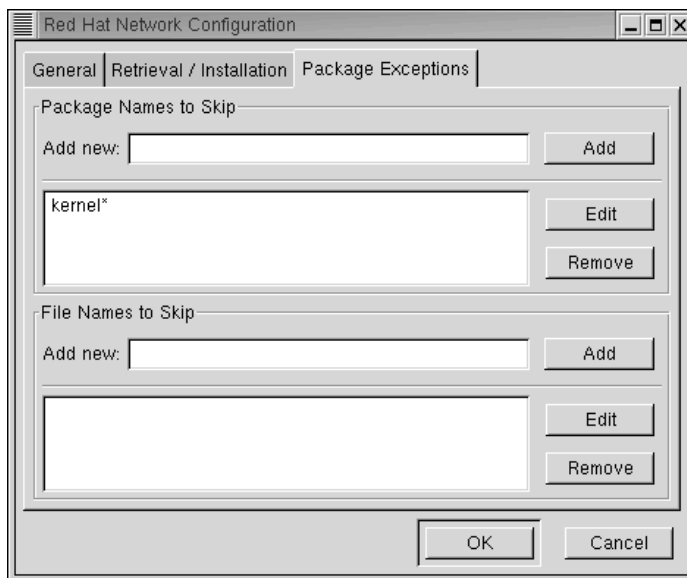 Red Hat Network Configuration
General
Retrieval / Installation
Package Exceptions
Package Names to Skip
Add new:
Add
kernel*
Edit
Remove
File Names to Skip
Add new:
Add
Edit
Remove
OK
Cancel